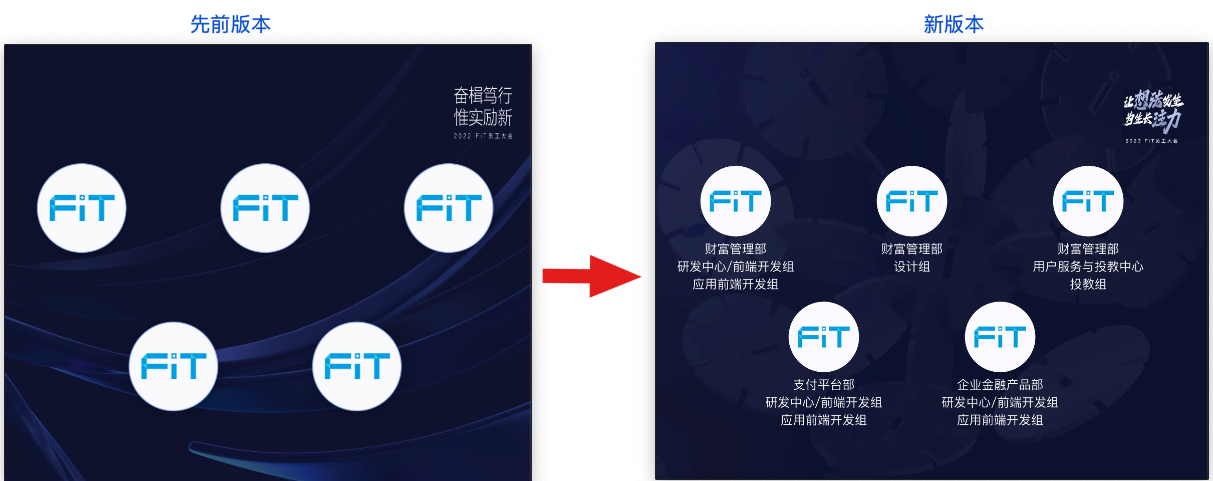 先前版本
新版本
奋楫笃行
惟实励新
2022 FiT员工大会
FiT
FiT
FiT
FiT
FiT
让想法发生
为生长注力
2023 FiT员工大会
FiT
财富管理部
研发中心/前端开发组
应用前端开发组
FiT
财富管理部
设计组
FiT
财富管理部
用户服务与投教中心
投教组
FiT
支付平台部
研发中心/前端开发组
应用前端开发组
FiT
企业金融产品部
研发中心/前端开发组
应用前端开发组